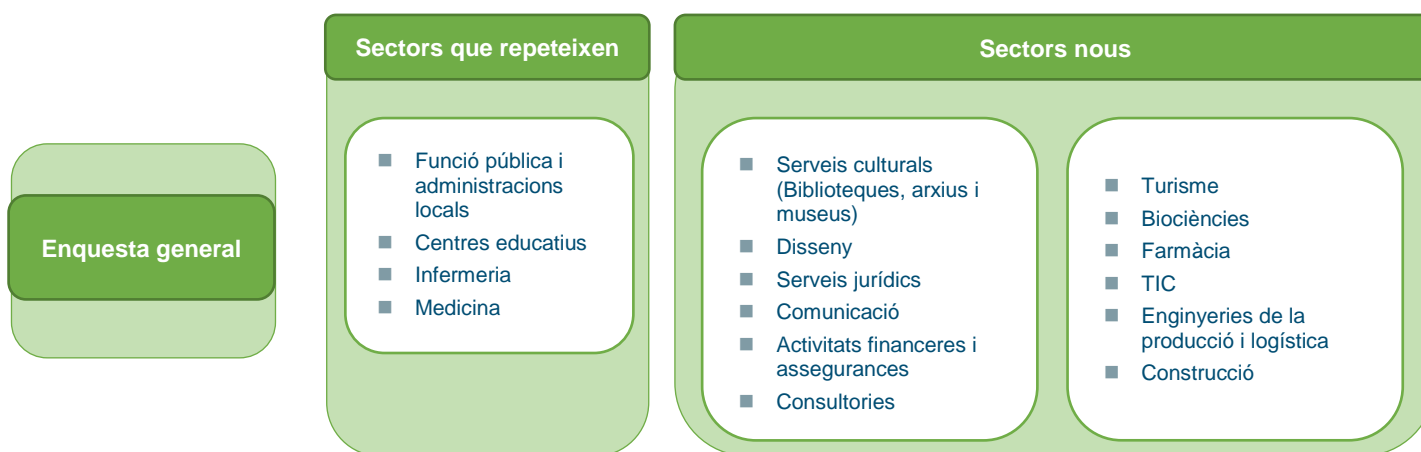 Enquesta general
Sectors que repeteixen
Funció pública i
administracions
locals
Centres educatius
Infermeria
Medicina
Sectors nous
Serveis culturals
(Biblioteques, arxius i
museus)
Disseny
Serveis jurídics
Comunicació
Activitats financeres i
assegurances
Consultories
Turisme
Biociències
Farmàcia
TIC
Enginyeries de la
producció i logística
Construcció